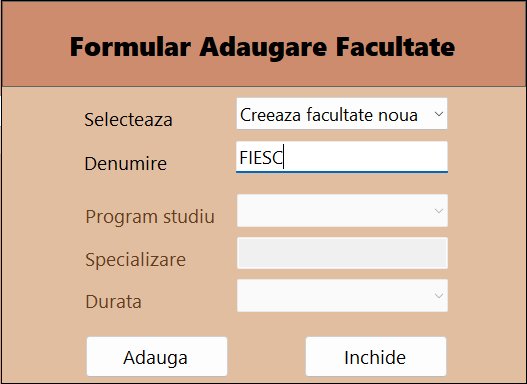 Formular Adaugare Facultate
Selecteaza Creeaza facultate noua
Denumire FIESC
Program studiu
Specializare
Durata
Adauga Inchide